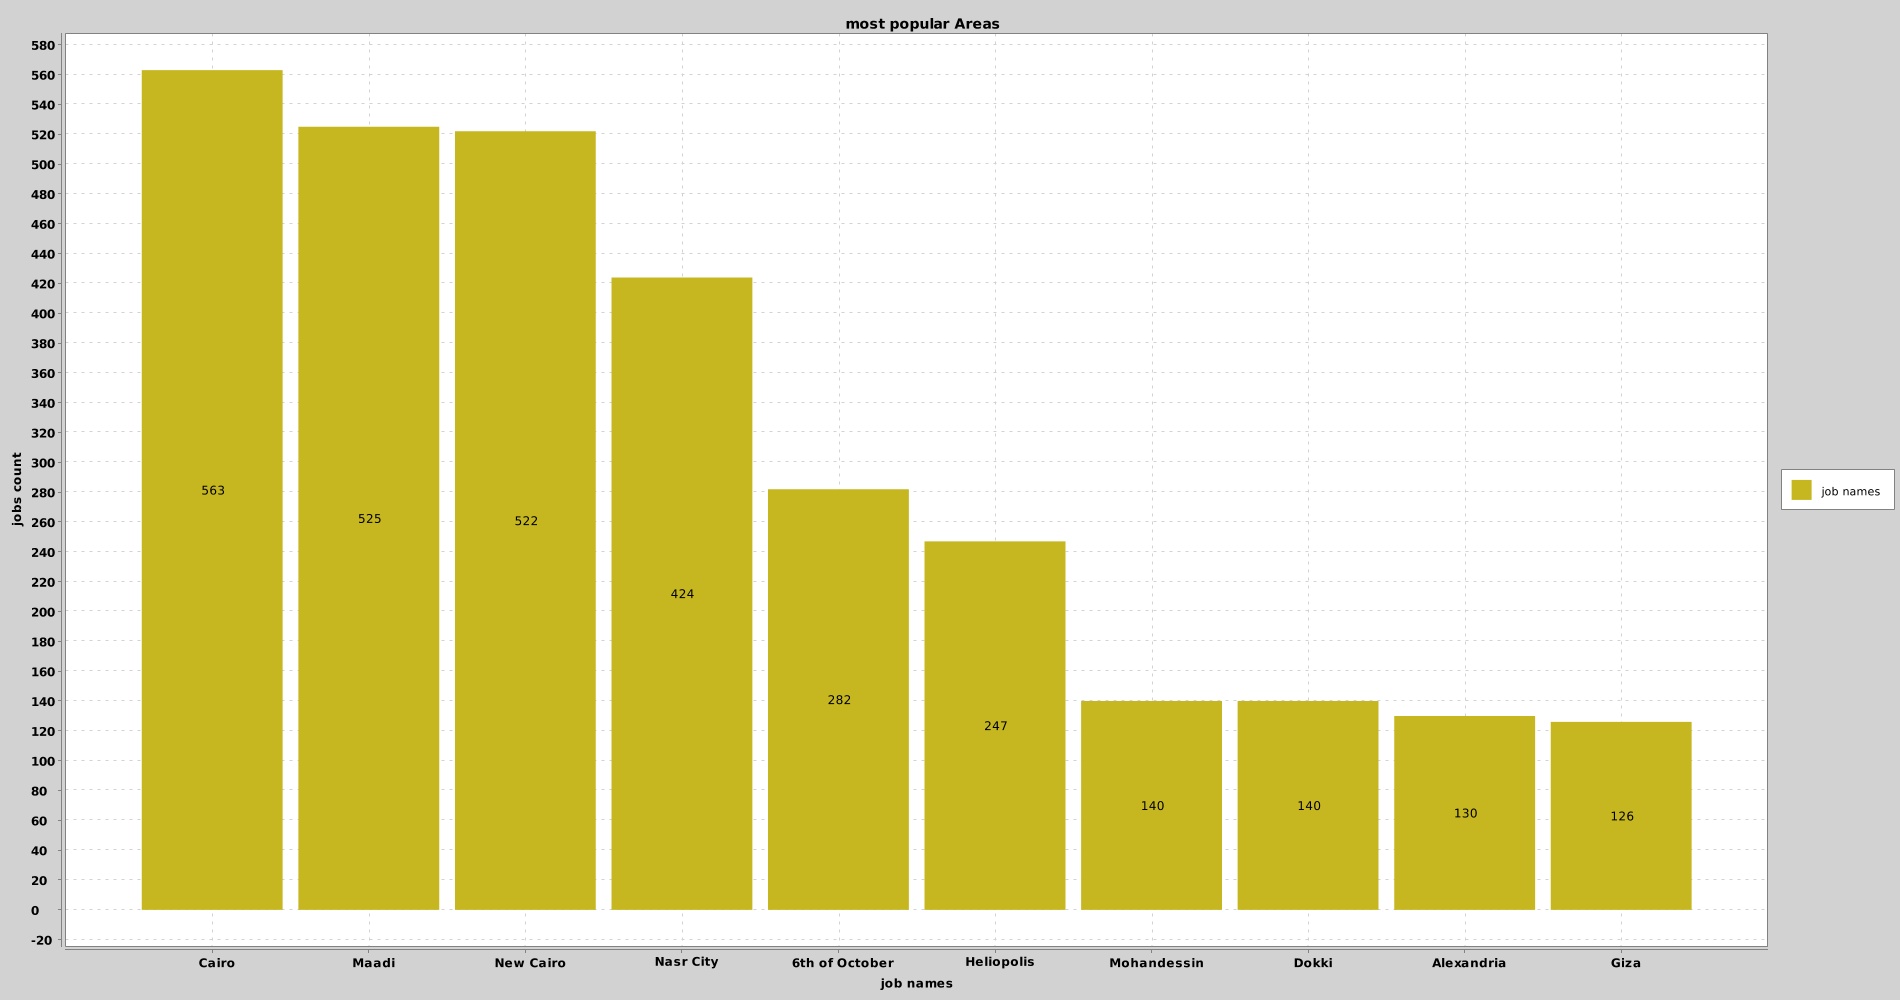 most popular Areas
580
560
540
520
500
480
460
440
420
400
380
360
340
320
300
280
260
240
220
200
180
160
140
120
100
80
60
40
20
0
-20
jobs count
563
525
522
424
282
247
140
140
130
126
Cairo
Maadi
New Cairo
Nasr City
6th of October
Heliopolis
Mohandessin
Dokki
Alexandria
Giza
job names
job names